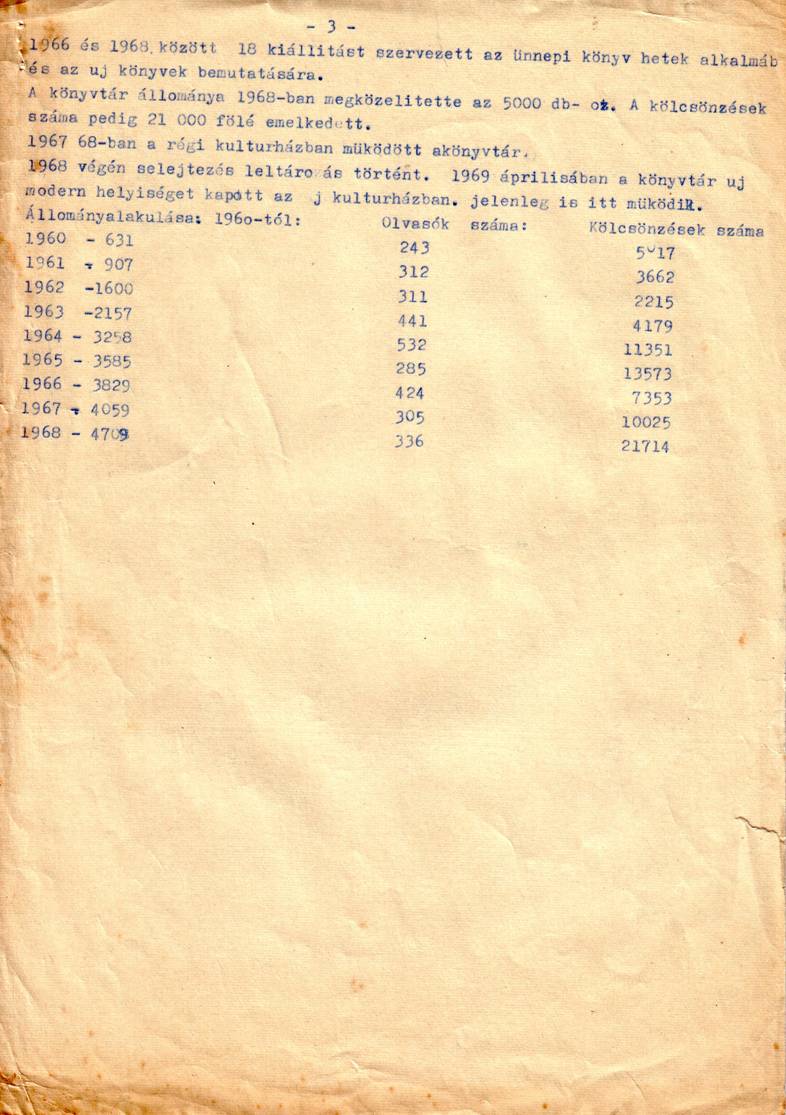 - 3 -
1966 és 1968. között 18 kiállitást szervezett az ünnepi könyv hetek alkalmáb
és az uj könyvek bemutatására.
A könyvtár állománya 1968-ban megközelitette az 5000 db- ot. A kölcsönzések
száma pedig 21 000 fölé emelkedett.
1967 68-ban a régi kulturházban müködött akönyvtár.
1968 végén selejtezés leltáro ás történt. 1969 áprilisában a könyvtár uj
modern helyiséget kapott az j kulturházban. jelenleg is itt müködik.
Állományalakulása: 196o-tól: Olvasók száma: Kölcsönzések száma
1960 - 631 243 17
1961 - 907 312 3662
1962 -1600 311 2215
1963 -2157 441 4179
1964 - 3258 532 11351
1965 - 3585 285 13573
1966 - 3829 424 7353
1967 - 4059 305 10025
1968 - 4709 336 21714